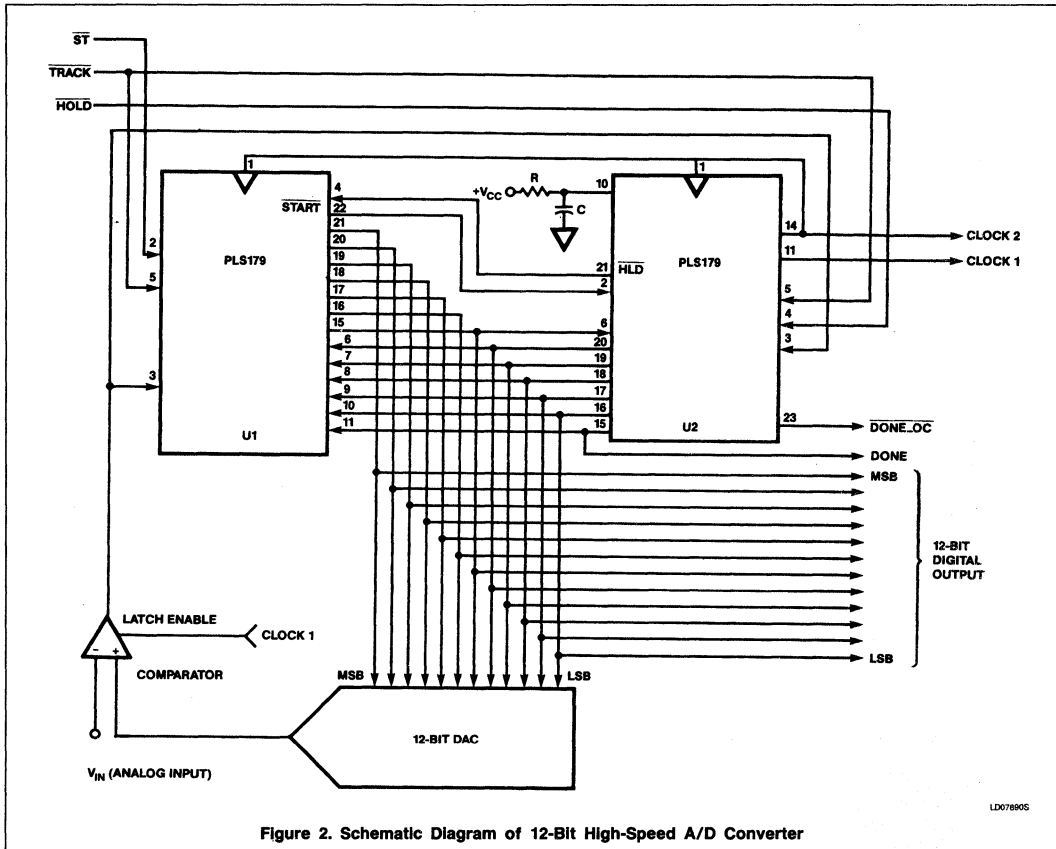 ST
TRACK
HOLD
1
1
4
START
22
21
20
19
18
17
16
15
6
7
8
9
10
11
2
5
3
PLS179
U1
+VCC
R
C
10
21
HLD
2
6
20
19
18
17
16
15
PLS179
U2
14
CLOCK 2
11
CLOCK 1
5
4
3
23
DONE_OC
DONE
MSB
12-BIT
DIGITAL
OUTPUT
LSB
LATCH ENABLE
CLOCK 1
- +
COMPARATOR
MSB
LSB
12-BIT DAC
VIN (ANALOG INPUT)
LD07890S
Figure 2. Schematic Diagram of 12-Bit High-Speed A/D Converter